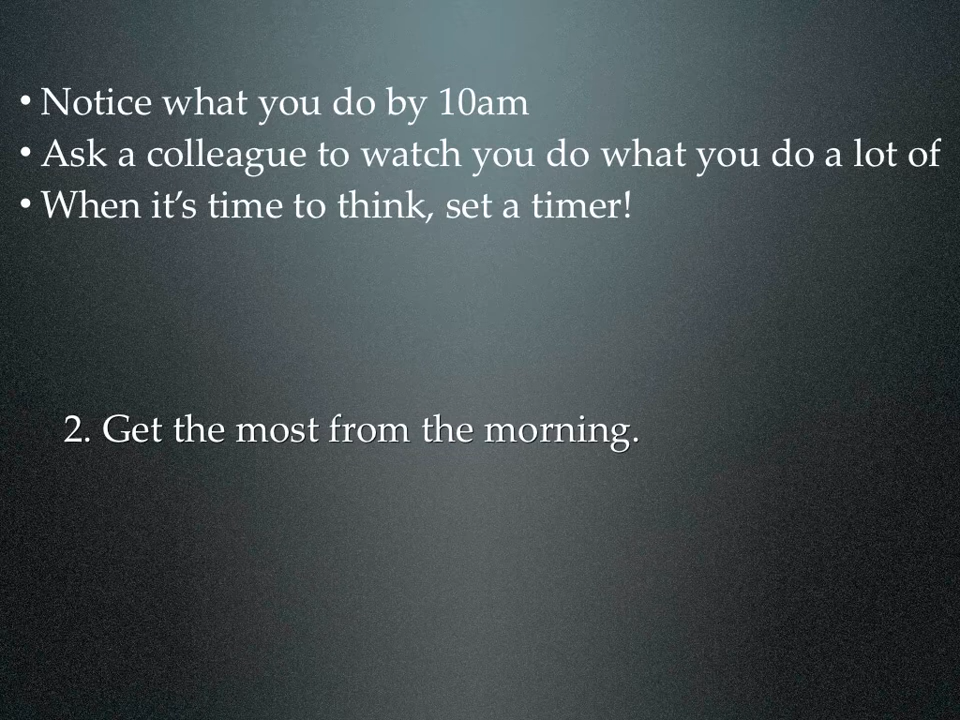 • Notice what you do by 10am
• Ask a colleague to watch you do what you do a lot of
• When it’s time to think, set a timer!
2. Get the most from the morning.